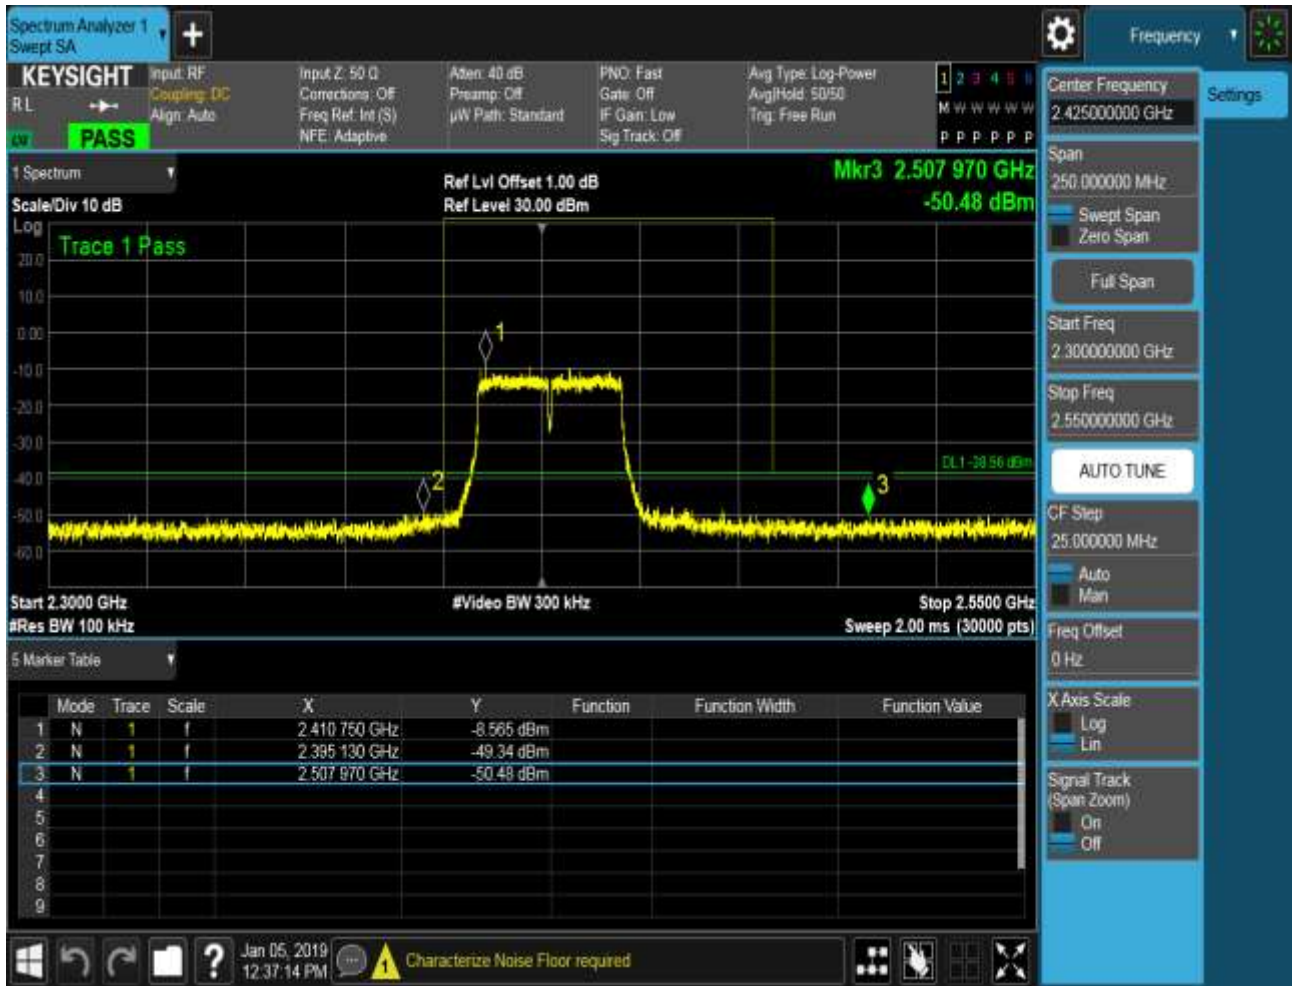 Spectrum Analyzer 1
Swept SA
+
Frequency
KEYSIGHT
Input: RF
Coupling: DC
Align: Auto
Input Z: 50 Ω
Corrections: Off
Freq Ref: Int (S)
NFE: Adaptive
Atten: 40 dB
Preamp: Off
µW Path: Standard
PNO: Fast
Gate: Off
IF Gain: Low
Sig Track: Off
Avg Type: Log-Power
Avg|Hold: 50/50
Trig: Free Run
1 2 3 4 5 6
M W W W W W
P P P P P P
R L
PASS
1 Spectrum
Scale/Div 10 dB
Ref Lvl Offset 1.00 dB
Ref Level 30.00 dBm
Mkr3 2.507 970 GHz
-50.48 dBm
Log
Trace 1 Pass
20.0
10.0
0.00
-10.0
-20.0
-30.0
-40.0
-50.0
-60.0
1
2
3
DL1 -38.56 dBm
Start 2.3000 GHz
#Video BW 300 kHz
Stop 2.5500 GHz
#Res BW 100 kHz
Sweep 2.00 ms (30000 pts)
5 Marker Table
Mode Trace Scale X Y Function Function Width Function Value
1 N 1 f 2.410 750 GHz -8.565 dBm
2 N 1 f 2.395 130 GHz -49.34 dBm
3 N 1 f 2.507 970 GHz -50.48 dBm
4
5
6
7
8
9
Center Frequency
2.425000000 GHz
Settings
Span
250.000000 MHz
Swept Span
Zero Span
Full Span
Start Freq
2.300000000 GHz
Stop Freq
2.550000000 GHz
AUTO TUNE
CF Step
25.000000 MHz
Auto
Man
Freq Offset
0 Hz
X Axis Scale
Log
Lin
Signal Track
(Span Zoom)
On
Off
?
Jan 05, 2019
12:37:14 PM
1
Characterize Noise Floor required